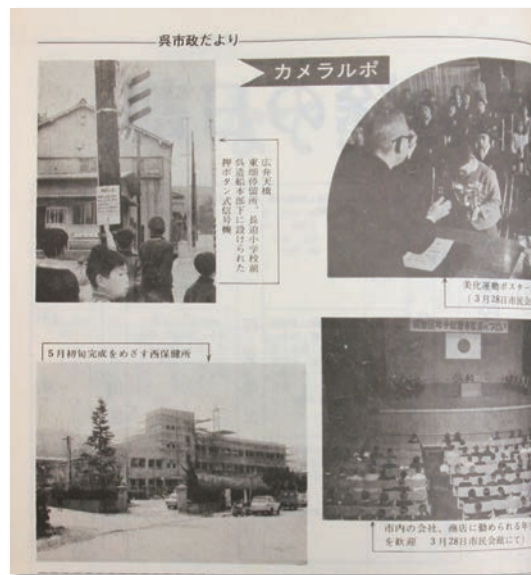 呉市政だより
カメラルポ
広弁天橋、
東畑停留所、長迫小学校前
呉造船本部下に設けられた
押ボタン式信号機
美化運動ポスター
(3月28日市民会
5月初旬完成をめざす西保健所
市内の会社、商店に勤められる年
を歓迎 3月28日市民会館にて)